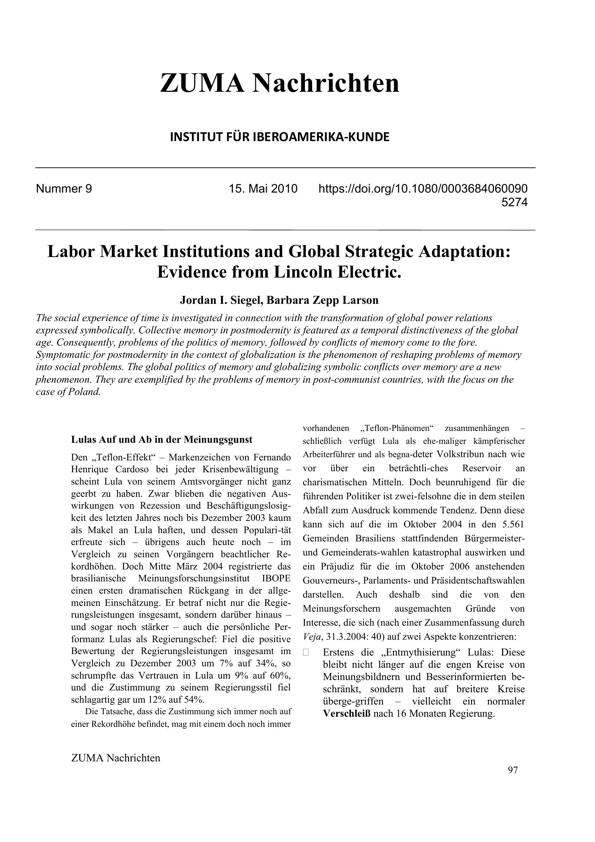 ZUMA Nachrichten
INSTITUT FÜR IBEROAMERIKA-KUNDE
Nummer 9 15. Mai 2010 https://doi.org/10.1080/0003684060090
5274
Labor Market Institutions and Global Strategic Adaptation:
Evidence from Lincoln Electric.
Jordan I. Siegel, Barbara Zepp Larson
The social experience of time is investigated in connection with the transformation of global power relations
expressed symbolically. Collective memory in postmodernity is featured as a temporal distinctiveness of the global
age. Consequently, problems of the politics of memory, followed by conflicts of memory come to the fore.
Symptomatic for postmodernity in the context of globalization is the phenomenon of reshaping problems of memory
into social problems. The global politics of memory and globalizing symbolic conflicts over memory are a new
phenomenon. They are exemplified by the problems of memory in post-communist countries, with the focus on the
case of Poland.
Lulas Auf und Ab in der Meinungsgunst
Den „Teflon-Effekt“ – Markenzeichen von Fernando
Henrique Cardoso bei jeder Krisenbewältigung –
scheint Lula von seinem Amtsvorgänger nicht ganz
geerbt zu haben. Zwar blieben die negativen Aus-
wirkungen von Rezession und Beschäftigungslosig-
keit des letzten Jahres noch bis Dezember 2003 kaum
als Makel an Lula haften, und dessen Populari-tät
erfreute sich – übrigens auch heute noch – im
Vergleich zu seinen Vorgängern beachtlicher Re-
kordhöhen. Doch Mitte März 2004 registrierte das
brasilianische Meinungsforschungsinstitut IBOPE
einen ersten dramatischen Rückgang in der allge-
meinen Einschätzung. Er betraf nicht nur die Regie-
rungsleistungen insgesamt, sondern darüber hinaus –
und sogar noch stärker – auch die persönliche Per-
formanz Lulas als Regierungschef: Fiel die positive
Bewertung der Regierungsleistungen insgesamt im
Vergleich zu Dezember 2003 um 7% auf 34%, so
schrumpfte das Vertrauen in Lula um 9% auf 60%,
und die Zustimmung zu seinem Regierungsstil fiel
schlagartig gar um 12% auf 54%.
Die Tatsache, dass die Zustimmung sich immer noch auf
einer Rekordhöhe befindet, mag mit einem doch noch immer
vorhandenen „Teflon-Phänomen“ zusammenhängen –
schließlich verfügt Lula als ehe-maliger kämpferischer
Arbeiterführer und als begna-deter Volkstribun nach wie
vor über ein beträchtli-ches Reservoir an
charismatischen Mitteln. Doch beunruhigend für die
führenden Politiker ist zwei-felsohne die in dem steilen
Abfall zum Ausdruck kommende Tendenz. Denn diese
kann sich auf die im Oktober 2004 in den 5.561
Gemeinden Brasiliens stattfindenden Bürgermeister-
und Gemeinderats-wahlen katastrophal auswirken und
ein Präjudiz für die im Oktober 2006 anstehenden
Gouverneurs-, Parlaments- und Präsidentschaftswahlen
darstellen. Auch deshalb sind die von den
Meinungsforschern ausgemachten Gründe von
Interesse, die sich (nach einer Zusammenfassung durch
Veja, 31.3.2004: 40) auf zwei Aspekte konzentrieren:
Erstens die „Entmythisierung“ Lulas: Diese
bleibt nicht länger auf die engen Kreise von
Meinungsbildnern und Besserinformierten be-
schränkt, sondern hat auf breitere Kreise
überge-griffen – vielleicht ein normaler
Verschleiß nach 16 Monaten Regierung.
ZUMA Nachrichten
97